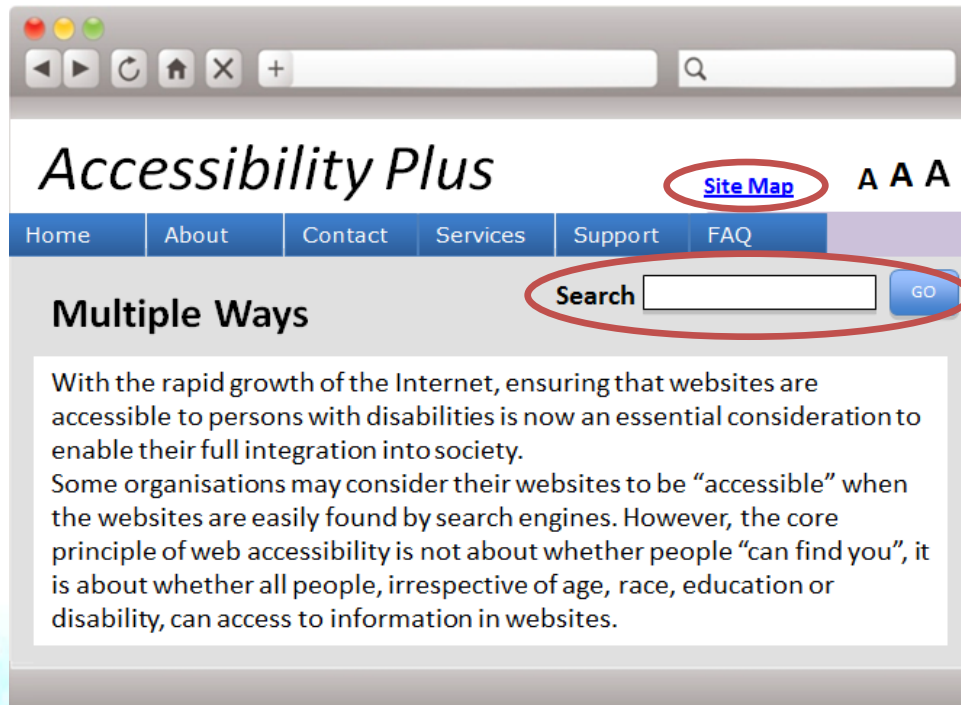 Accessibility Plus
Site Map
A A A
Home About Contact Services Support FAQ
Search GO
Multiple Ways
With the rapid growth of the Internet, ensuring that websites are
accessible to persons with disabilities is now an essential consideration to
enable their full integration into society.
Some organisations may consider their websites to be “accessible” when
the websites are easily found by search engines. However, the core
principle of web accessibility is not about whether people “can find you”, it
is about whether all people, irrespective of age, race, education or
disability, can access to information in websites.